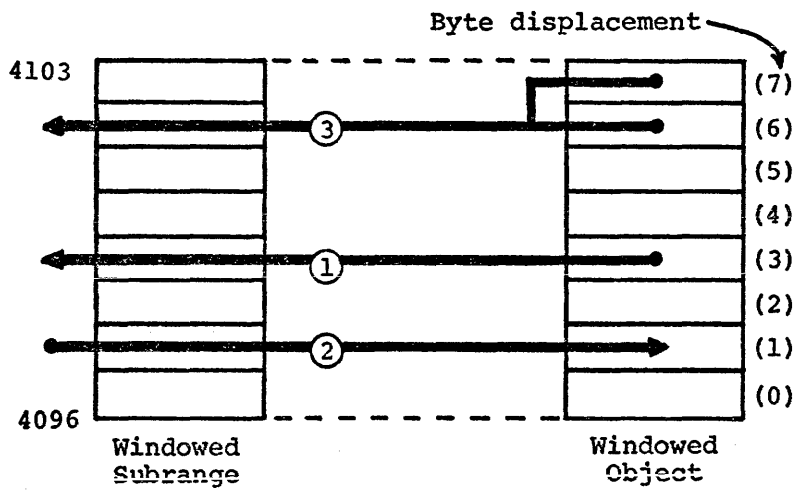 Byte displacement
4103
(7)
(6)
3
(5)
(4)
(3)
1
(2)
(1)
2
(0)
4096
Windowed
Subrange
Windowed
Object